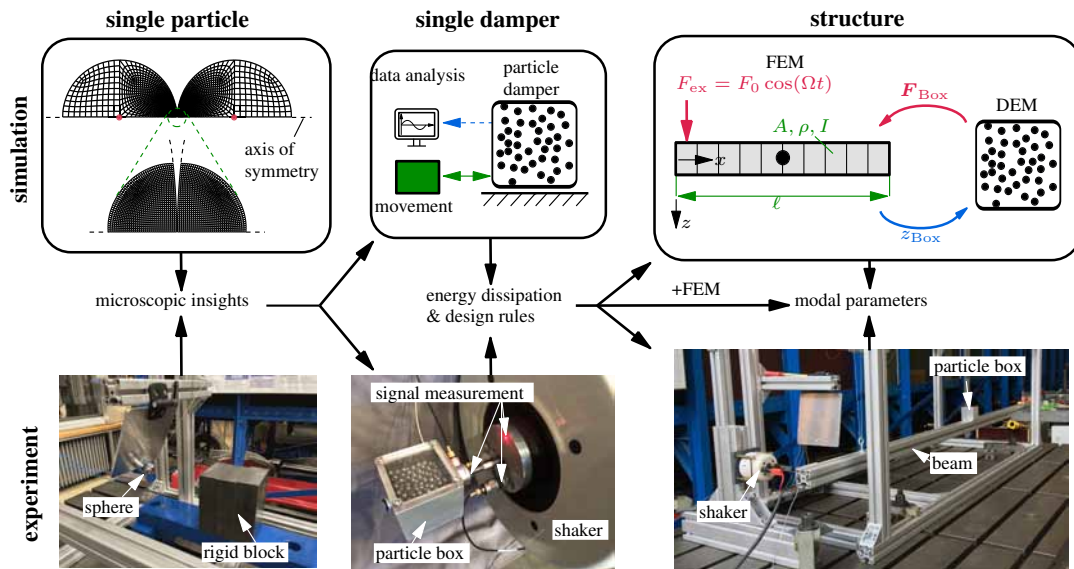 single particle
single damper
structure
simulation
axis of
symmetry
data analysis
particle
damper
movement
FEM
F_ex = F_0 cos(Ωt)
A, ρ, I
x
z
ℓ
F_Box
DEM
z_Box
microscopic insights
energy dissipation
& design rules
+FEM
modal parameters
experiment
sphere
rigid block
signal measurement
particle box
shaker
particle box
beam
shaker